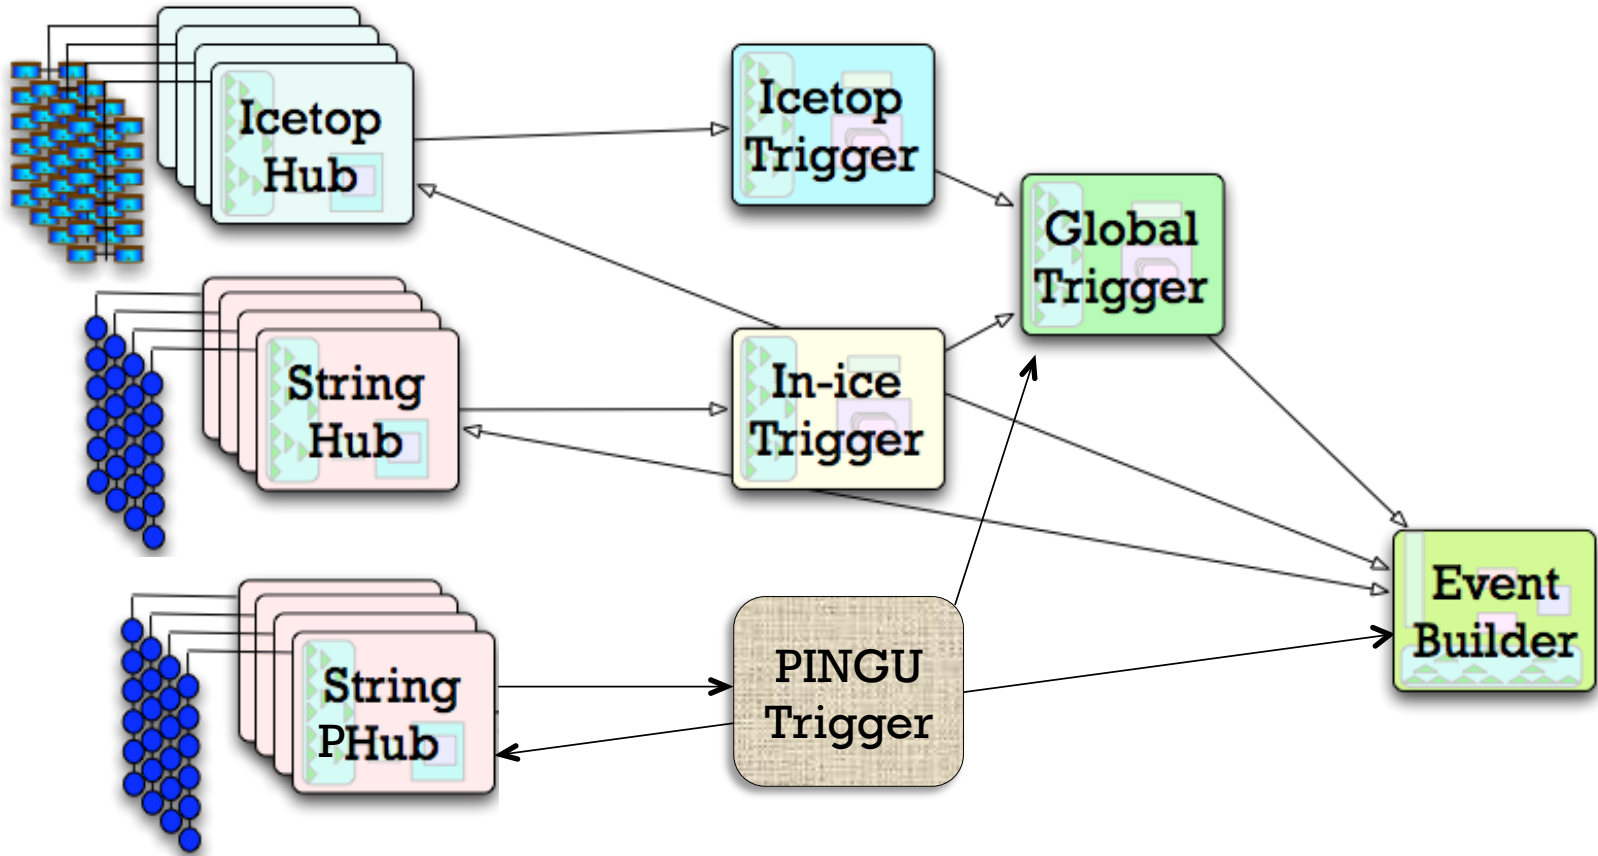 Icetop
Hub
Icetop
Trigger
Global
Trigger
String
Hub
In-ice
Trigger
Event
Builder
String
PHub
PINGU
Trigger